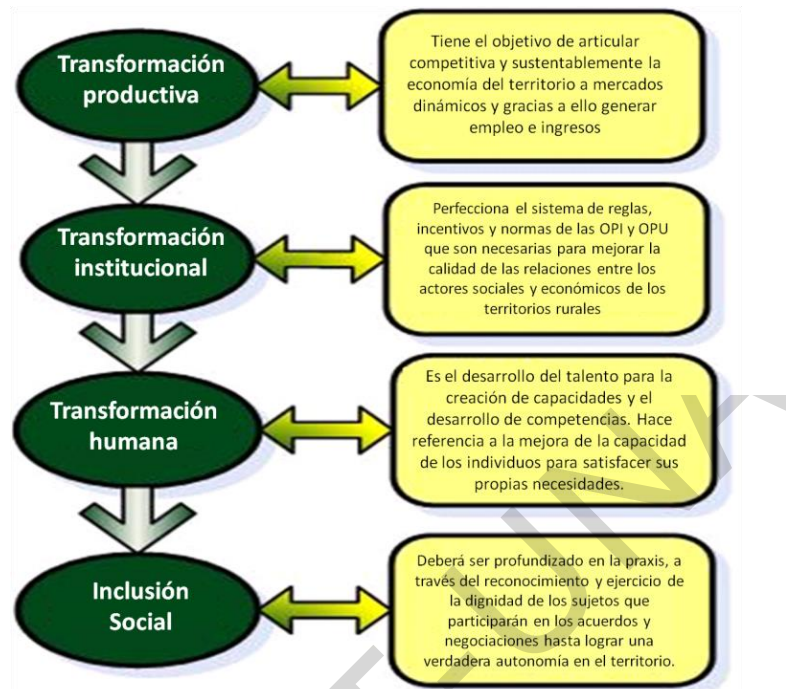 Transformación
productiva
Tiene el objetivo de articular
competitiva y sustentablemente la
economía del territorio a mercados
dinámicos y gracias a ello generar
empleo e ingresos
Transformación
institucional
Perfecciona el sistema de reglas,
incentivos y normas de las OPI y OPU
que son necesarias para mejorar la
calidad de las relaciones entre los
actores sociales y económicos de los
territorios rurales
Transformación
humana
Es el desarrollo del talento para la
creación de capacidades y el
desarrollo de competencias. Hace
referencia a la mejora de la capacidad
de los individuos para satisfacer sus
propias necesidades.
Inclusión
Social
Deberá ser profundizado en la praxis, a
través del reconocimiento y ejercicio de
la dignidad de los sujetos que
participarán en los acuerdos y
negociaciones hasta lograr una
verdadera autonomía en el territorio.